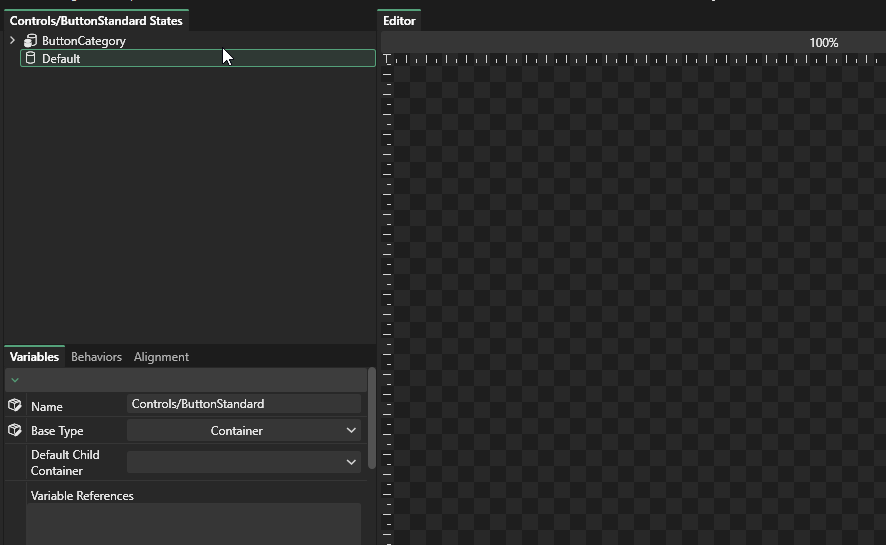 Controls/ButtonStandard States
Editor
ButtonCategory
Default
100%
Variables Behaviors Alignment
Name
Controls/ButtonStandard
Base Type
Container
Default Child
Container
Variable References